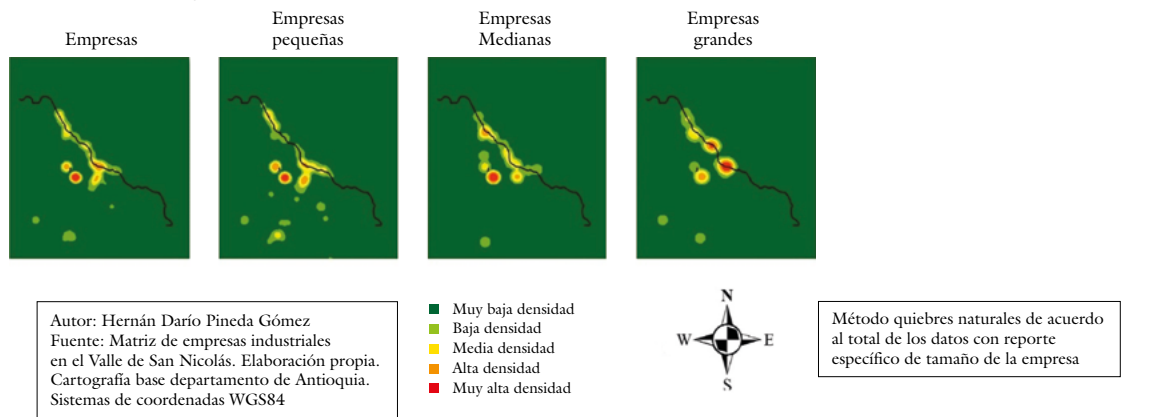 Empresas
Empresas
pequeñas
Empresas
Medianas
Empresas
grandes
Autor: Hernán Darío Pineda Gómez
Fuente: Matriz de empresas industriales
en el Valle de San Nicolás. Elaboración propia.
Cartografía base departamento de Antioquia.
Sistemas de coordenadas WGS84
Muy baja densidad
Baja densidad
Media densidad
Alta densidad
Muy alta densidad
N
W E
S
Método quiebres naturales de acuerdo
al total de los datos con reporte
específico de tamaño de la empresa